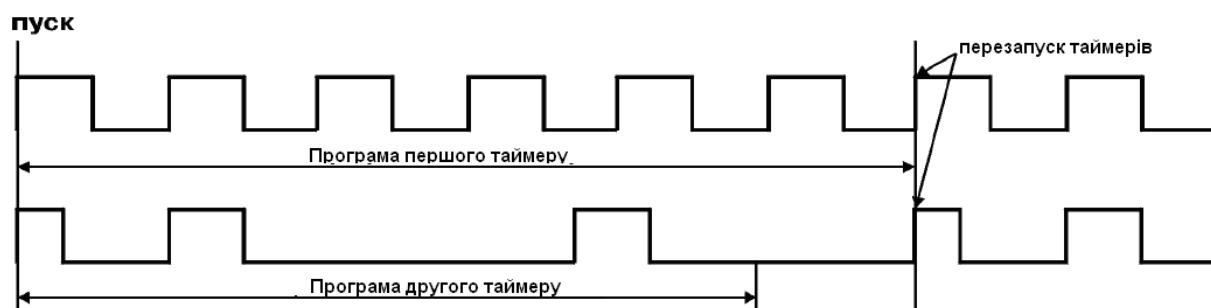 пуск
перезапуск таймерів
Програма першого таймеру
Програма другого таймеру